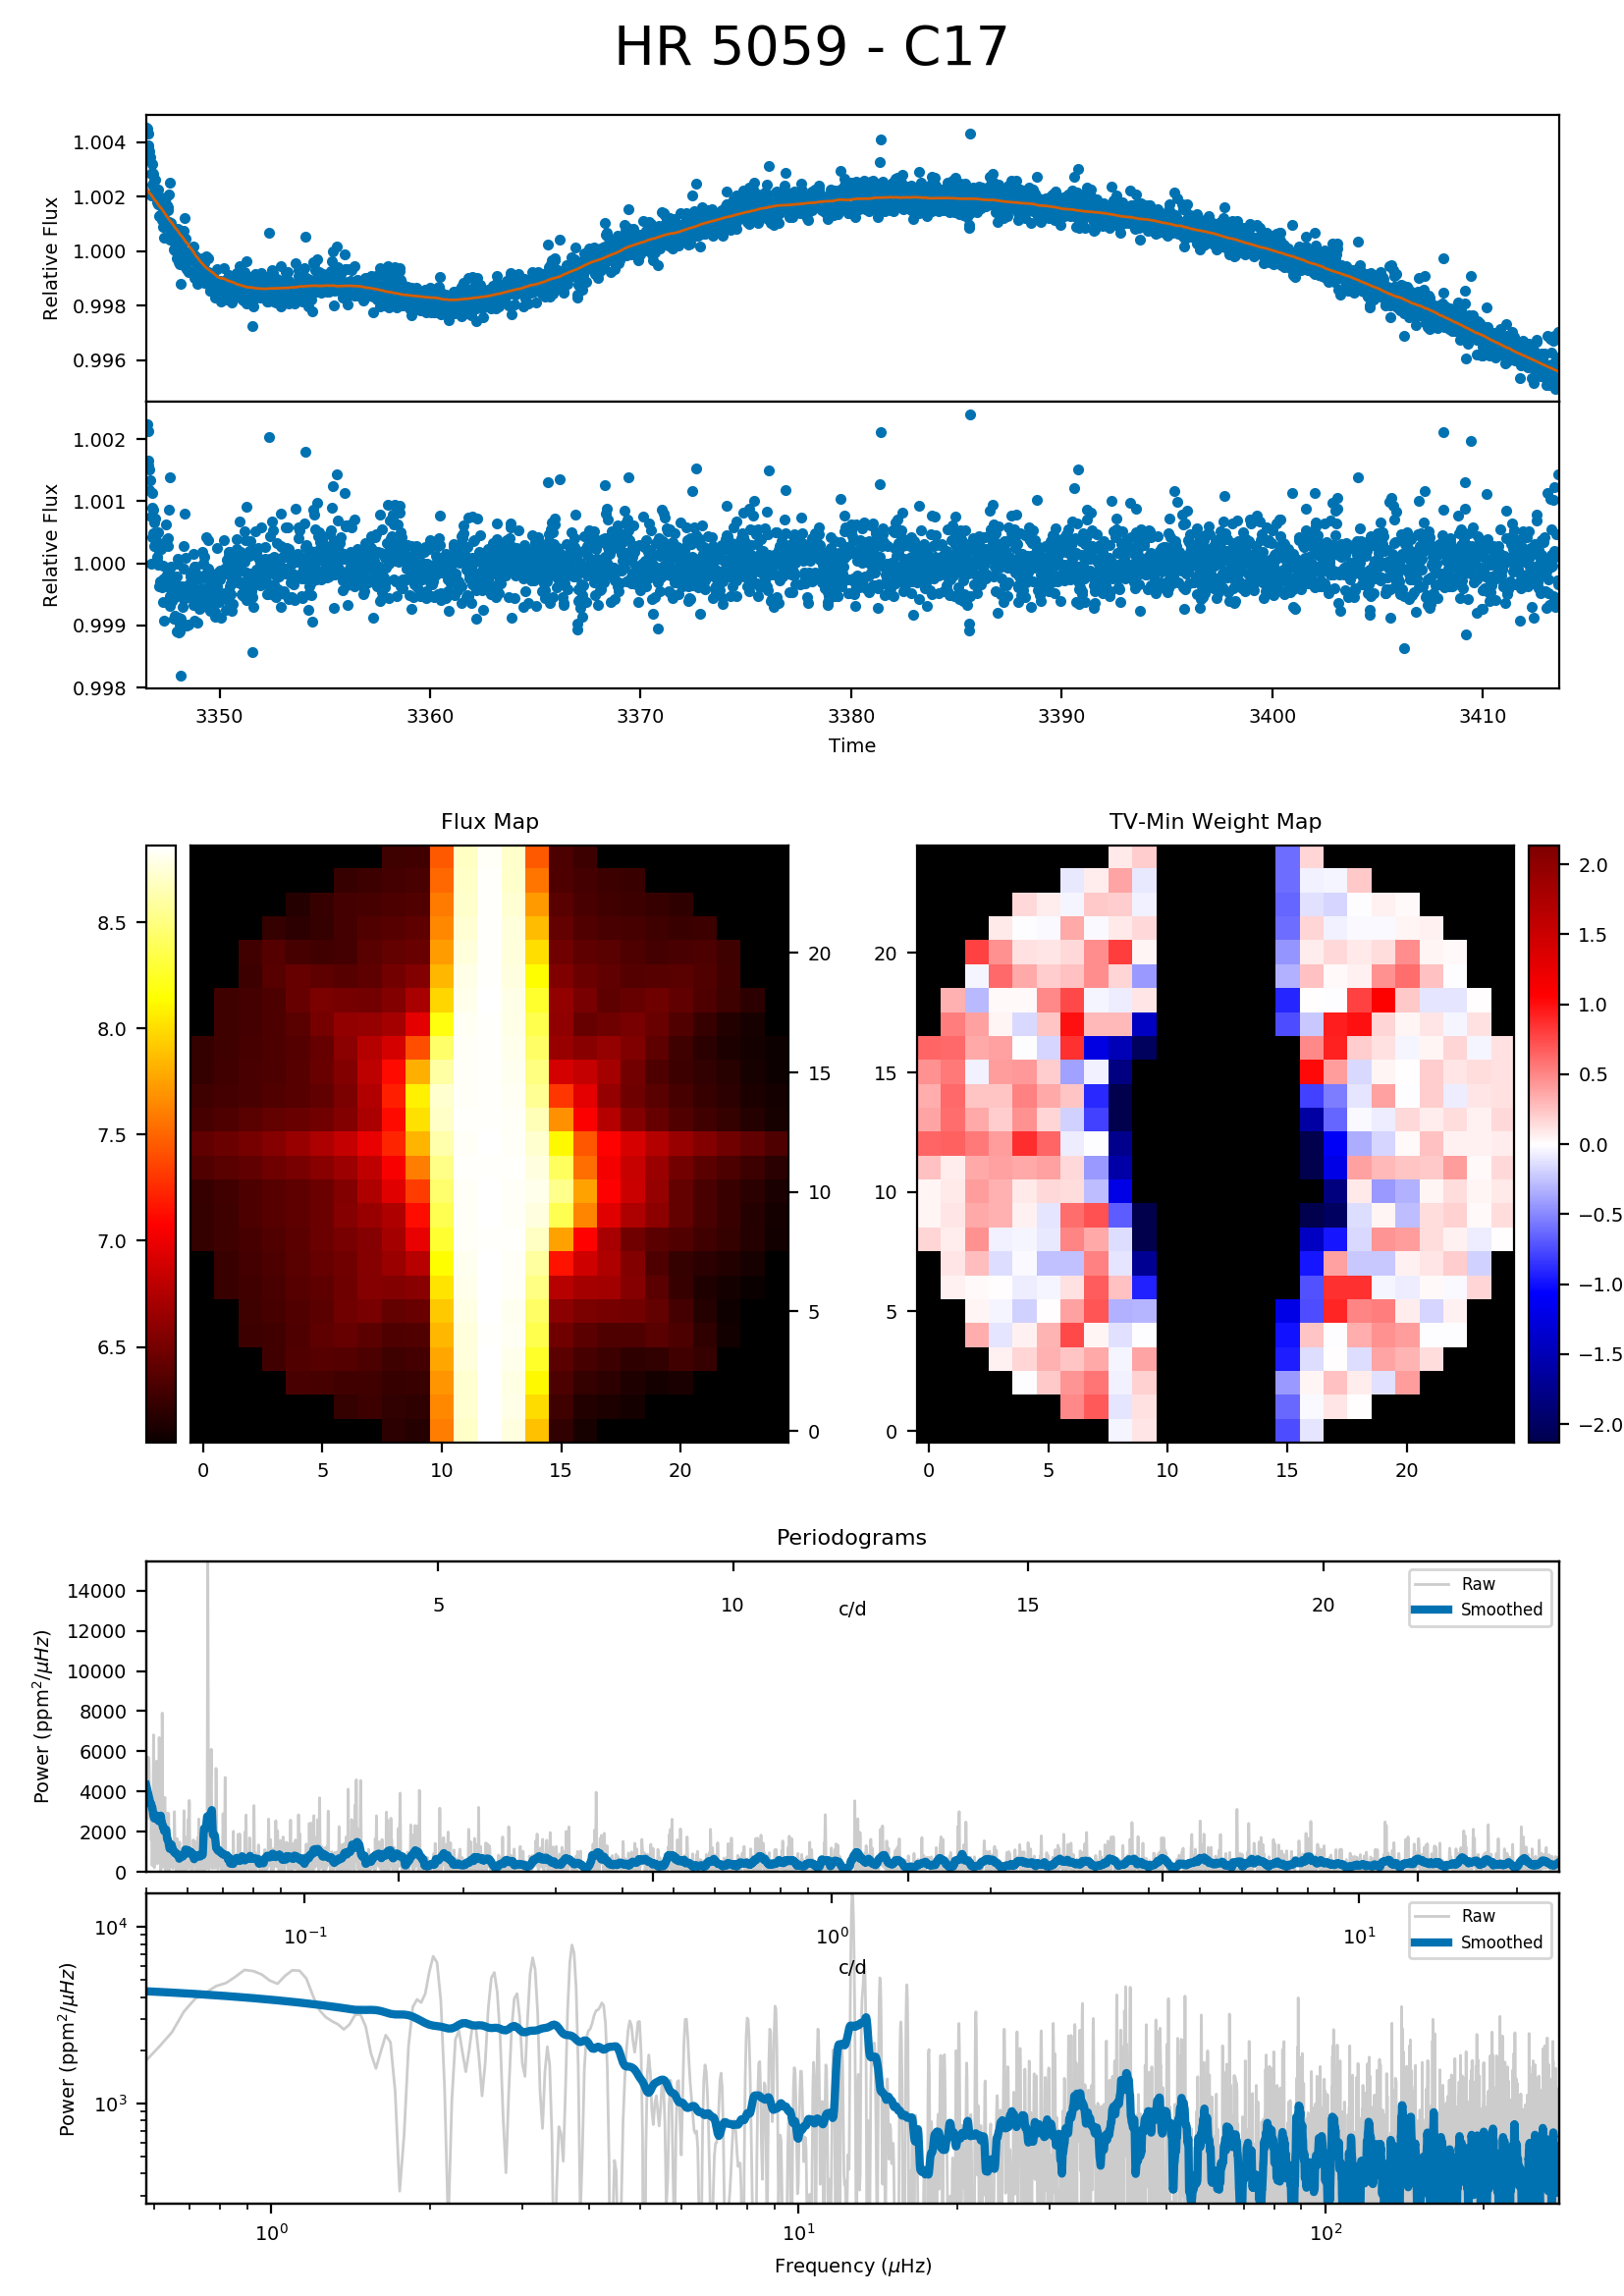 HR 5059 - C17
Relative Flux
1.004
1.002
1.000
0.998
0.996
Relative Flux
1.002
1.001
1.000
0.999
0.998
3350 3360 3370 3380 3390 3400 3410
Time
Flux Map
TV-Min Weight Map
8.5
8.0
7.5
7.0
6.5
20
15
10
5
0
0 5 10 15 20
20
15
10
5
0
0 5 10 15 20
2.0
1.5
1.0
0.5
0.0
−0.5
−1.0
−1.5
−2.0
Periodograms
Power (ppm²/μHz)
14000
12000
10000
8000
6000
4000
2000
0
5 10 15 20
c/d
Raw
Smoothed
Power (ppm²/μHz)
10⁴
10³
10⁻¹ 10⁰ 10¹
c/d
Raw
Smoothed
10⁰ 10¹ 10²
Frequency (μHz)